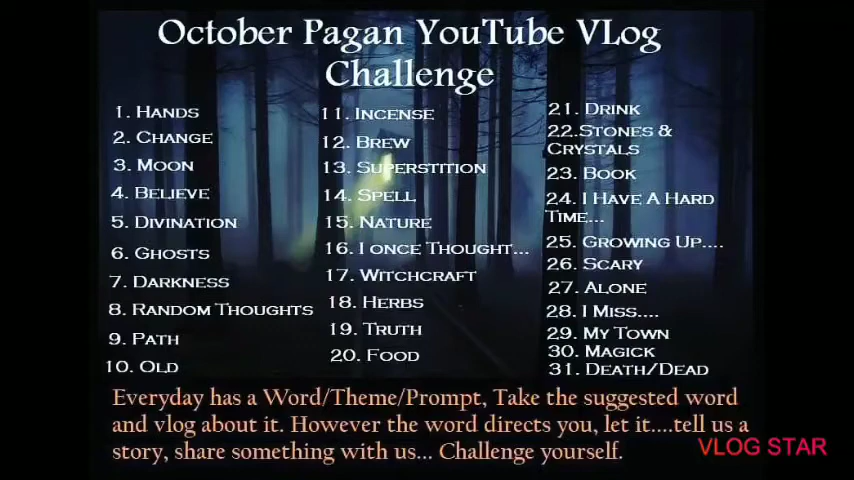 October Pagan YouTube VLog
Challenge
1. Hands
2. Change
3. Moon
4. Believe
5. Divination
6. Ghosts
7. Darkness
8. Random Thoughts
9. Path
10. Old
11. Incense
12. Brew
13. Superstition
14. Spell
15. Nature
16. I once Thought...
17. Witchcraft
18. Herbs
19. Truth
20. Food
21. Drink
22.Stones &
Crystals
23. Book
24. I Have A Hard
Time...
25. Growing Up....
26. Scary
27. Alone
28. I Miss....
29. My Town
30. Magick
31. Death/Dead
Everyday has a Word/Theme/Prompt, Take the suggested word
and vlog about it. However the word directs you, let it....tell us a
story, share something with us... Challenge yourself.
VLOG STAR